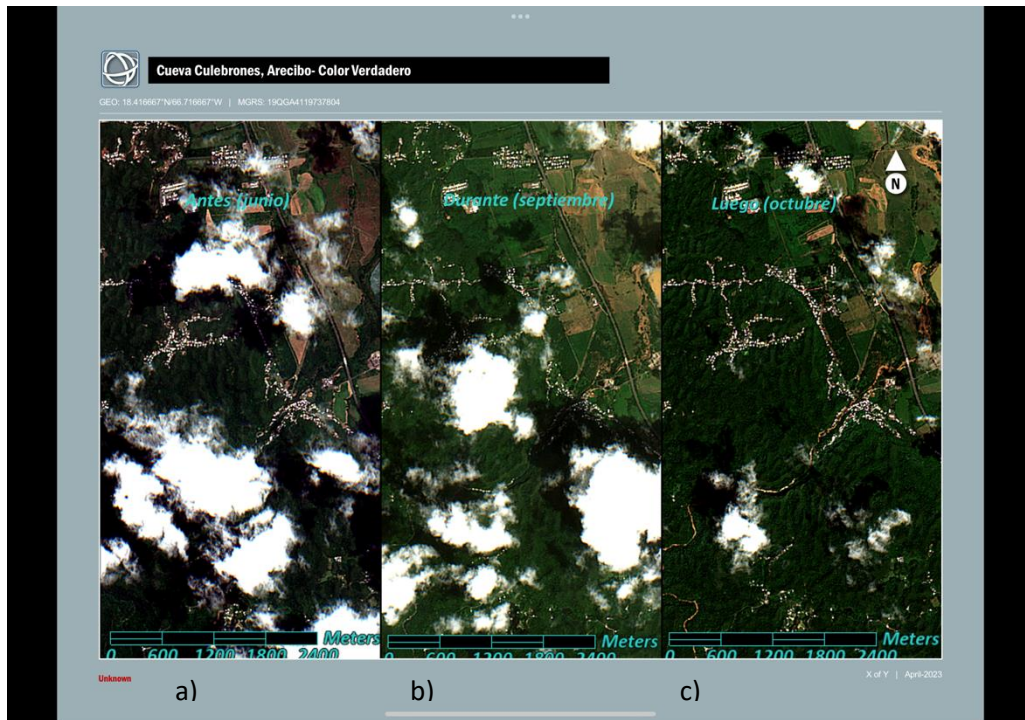 Cueva Culebrones, Arecibo- Color Verdadero
GEO: 18.416667°N/66.716667°W | MGRS: 19QGA4119737804
Antes (junio)
Durante (septiembre)
Luego (octubre)
N
Meters
0 600 1200 1800 2400
Meters
0 600 1200 1800 2400
Meters
0 600 1200 1800 2400
Unknown
X of Y | April-2023
a)
b)
c)